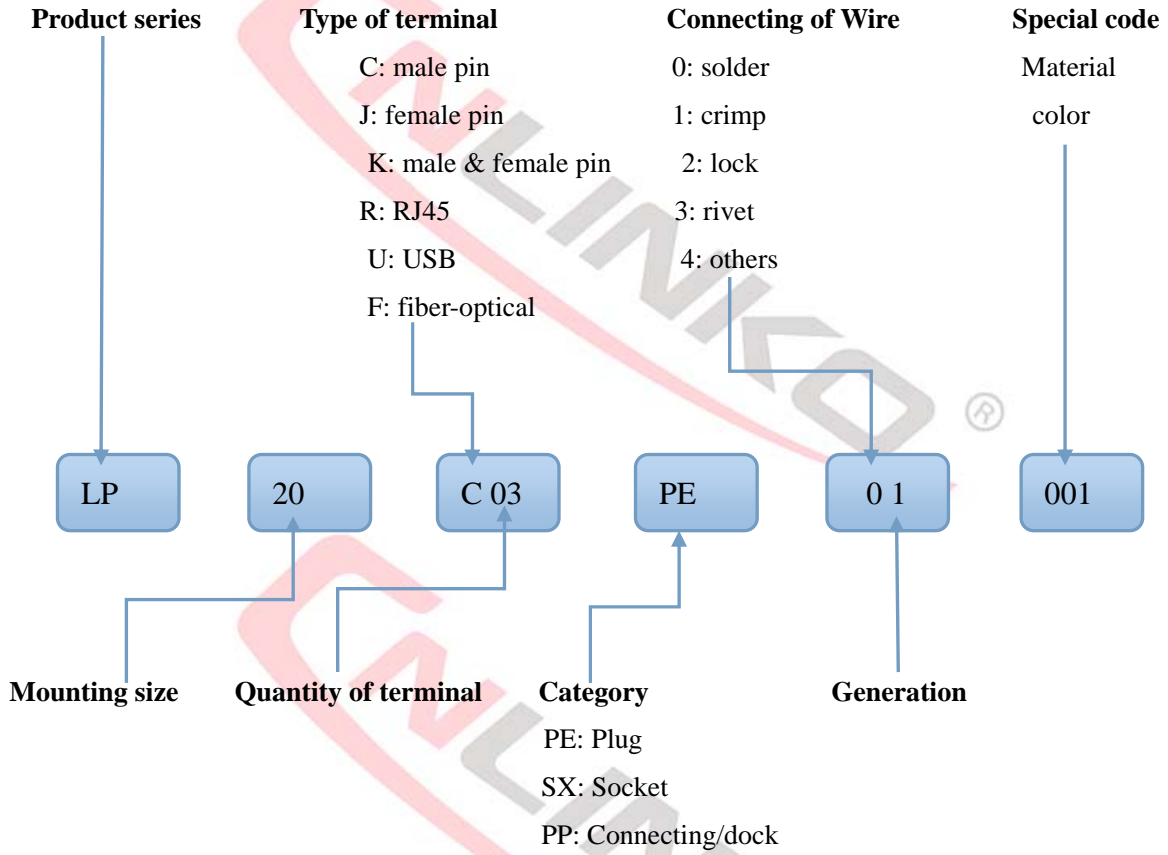 Product series Type of terminal Connecting of Wire Special code
C: male pin 0: solder Material
J: female pin 1: crimp color
K: male & female pin 2: lock
R: RJ45 3: rivet
U: USB 4: others
F: fiber-optical
CNLINKO ®
LP 20 C 03 PE 0 1 001
Mounting size Quantity of terminal Category Generation
PE: Plug
SX: Socket
PP: Connecting/dock
CNLIN